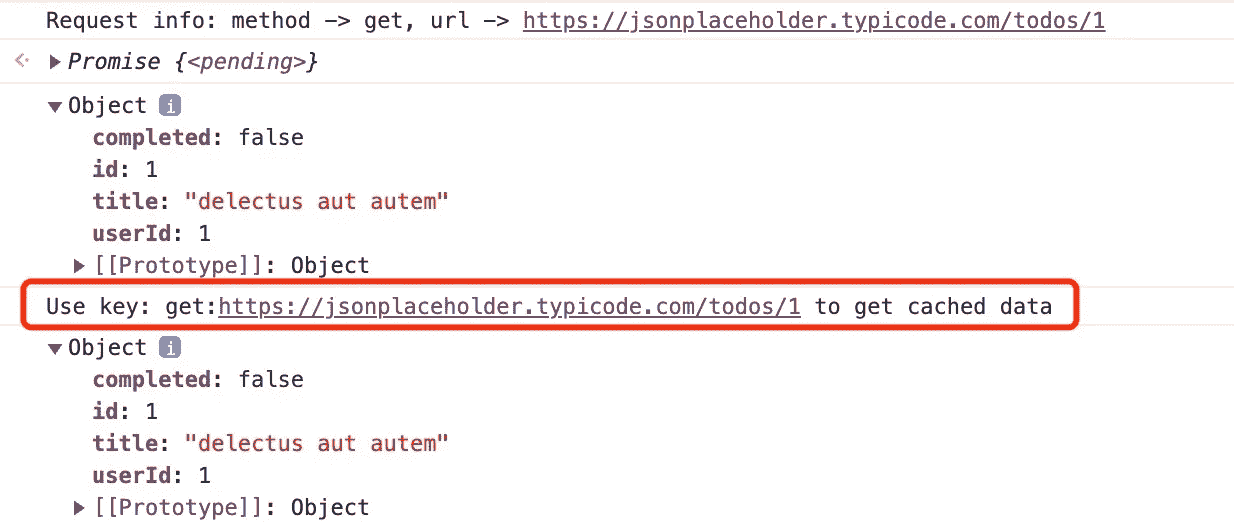 Request info: method -> get, url -> https://jsonplaceholder.typicode.com/todos/1
Promise {<pending>}
Object i
completed: false
id: 1
title: "delectus aut autem"
userId: 1
[[Prototype]]: Object
Use key: get:https://jsonplaceholder.typicode.com/todos/1 to get cached data
Object i
completed: false
id: 1
title: "delectus aut autem"
userId: 1
[[Prototype]]: Object